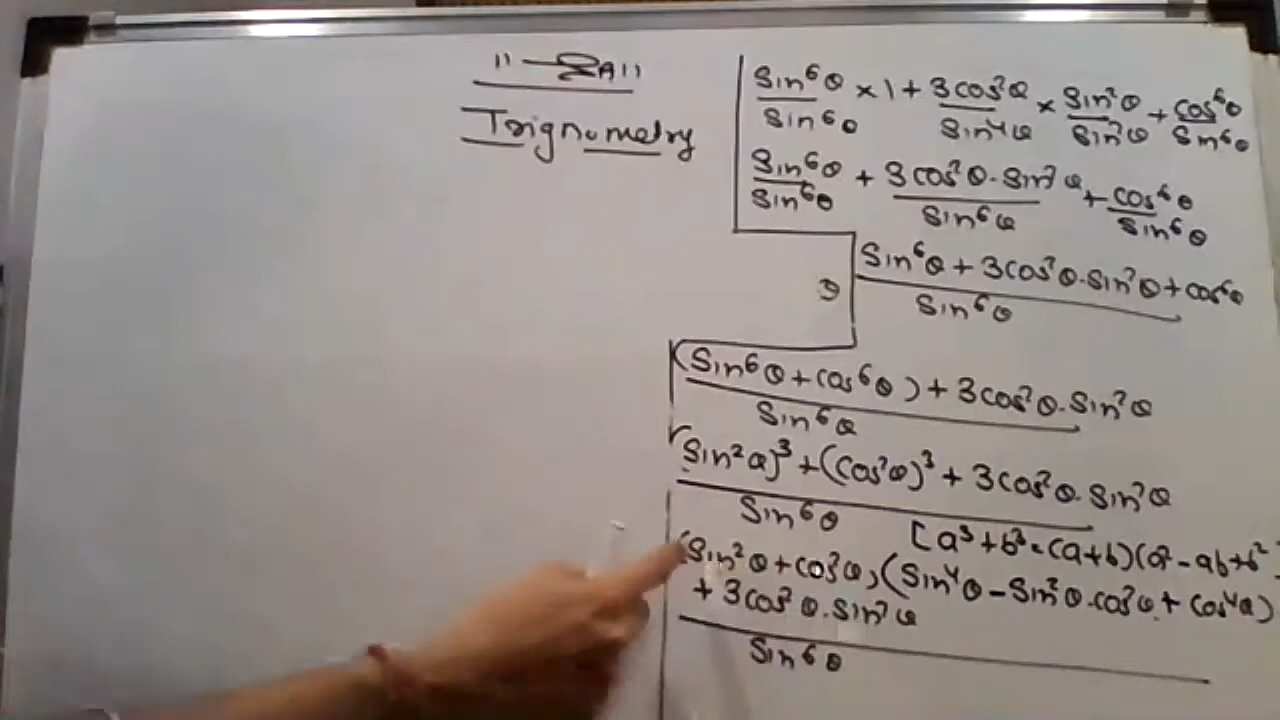 Trignometry
Sin⁶θ/Sin⁶θ × 1 + 3cos²θ/Sin⁴θ × Sin²θ/Sin²θ + cos⁶θ/Sin⁶θ
Sin⁶θ/Sin⁶θ + 3cos²θ·Sin²θ/Sin⁶θ + cos⁶θ/Sin⁶θ
Sin⁶θ + 3cos²θ·Sin²θ + cos⁶θ
Sin⁶θ
(Sin⁶θ + cos⁶θ) + 3cos²θ·Sin²θ
Sin⁶θ
(Sin²θ)³ + (cos²θ)³ + 3cos²θ·Sin²θ
Sin⁶θ
[a³+b³=(a+b)(a²-ab+b²
(Sin²θ + cos²θ)(Sin⁴θ - Sin²θ·cos²θ + cos⁴θ)
+ 3cos²θ·Sin²θ
Sin⁶θ